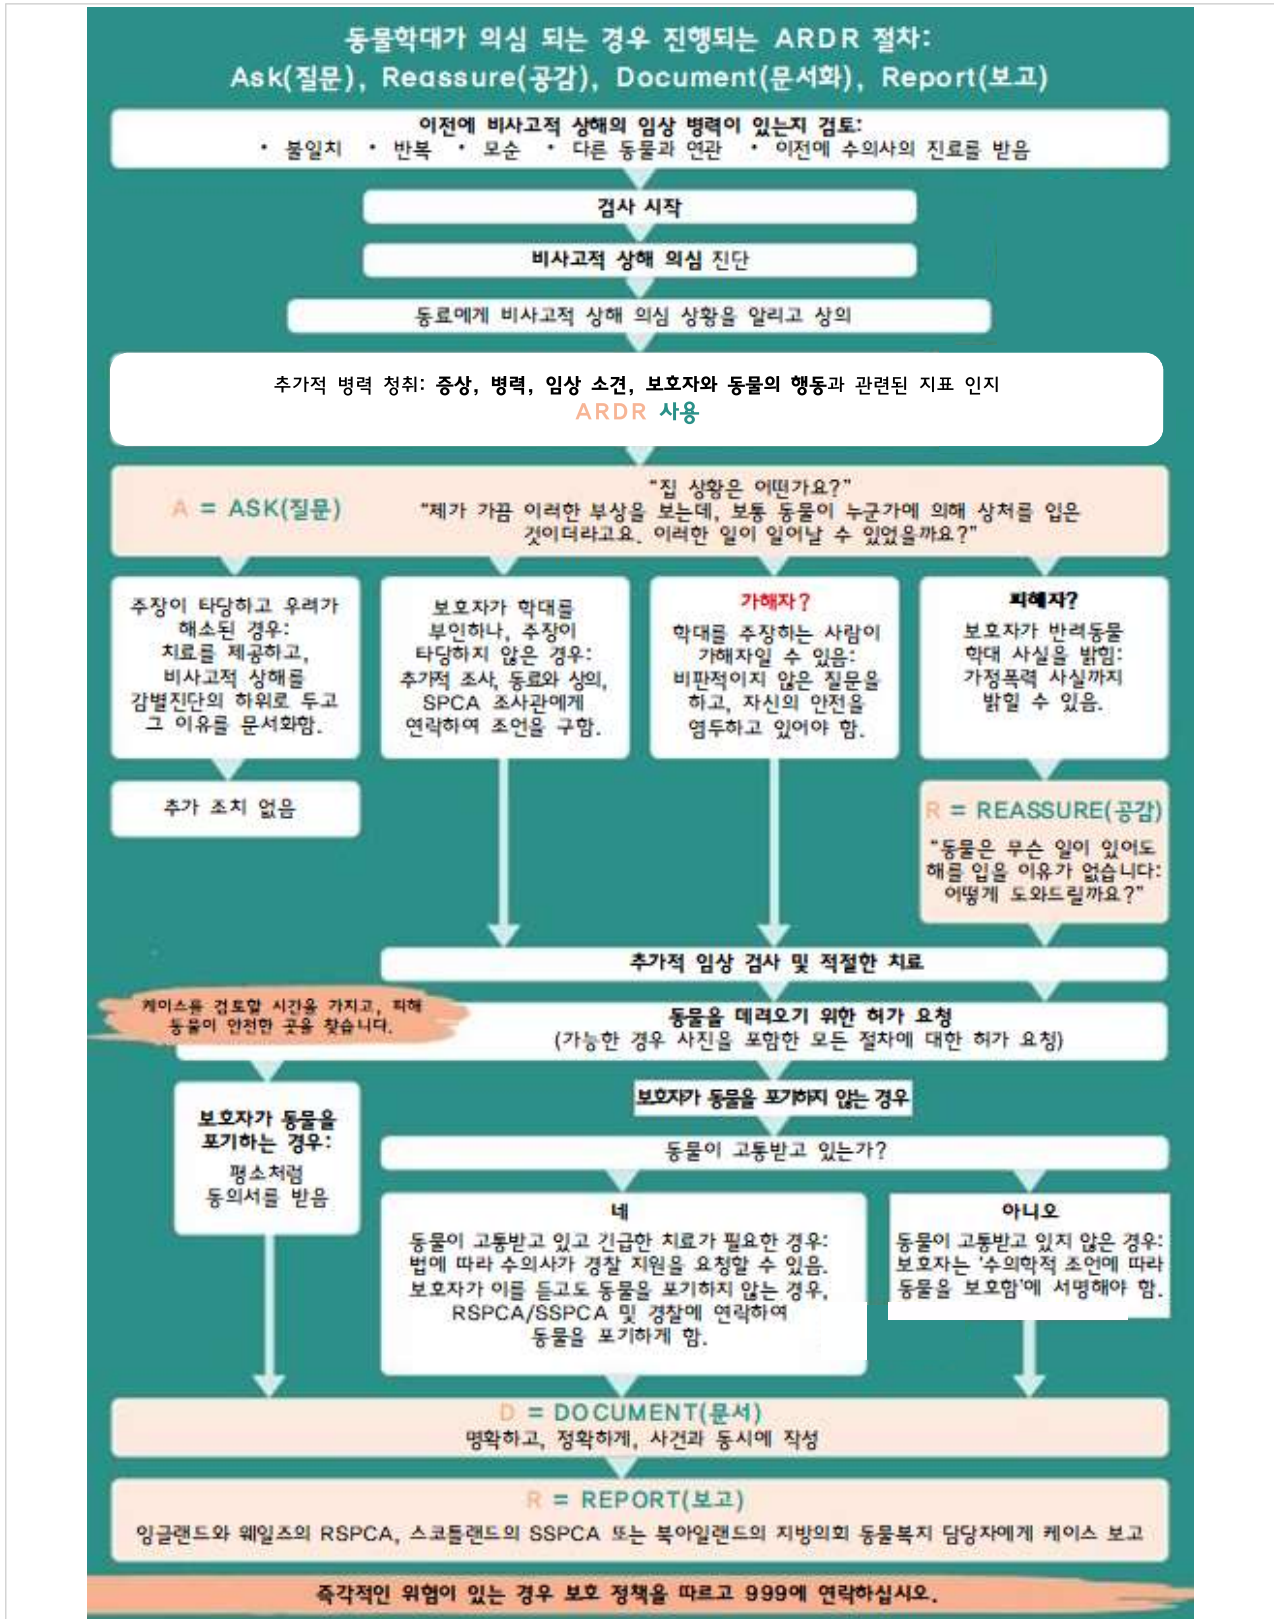 동물학대가 의심 되는 경우 진행되는 ARDR 절차:
Ask(질문), Reassure(공감), Document(문서화), Report(보고)
이전에 비사고적 상해의 임상 병력이 있는지 검토:
• 불일치 • 반복 • 모순 • 다른 동물과 연관 • 이전에 수의사의 진료를 받음
검사 시작
비사고적 상해 의심 진단
동료에게 비사고적 상해 의심 상황을 알리고 상의
추가적 병력 청취: 증상, 병력, 임상 소견, 보호자와 동물의 행동과 관련된 지표 인지
ARDR 사용
A = ASK(질문)
“집 상황은 어떤가요?”
“제가 가끔 이러한 부상을 보는데, 보통 동물이 누군가에 의해 상처를 입은
것이더라고요. 이러한 일이 일어날 수 있었을까요?”
주장이 타당하고 우려가
해소된 경우:
치료를 제공하고,
비사고적 상해를
감별진단의 하위로 두고
그 이유를 문서화함.
추가 조치 없음
보호자가 학대를
부인하나, 주장이
타당하지 않은 경우:
추가적 조사, 동료와 상의,
SPCA 조사관에게
연락하여 조언을 구함.
가해자?
학대를 주장하는 사람이
가해자일 수 있음:
비판적이지 않은 질문을
하고, 자신의 안전을
염두하고 있어야 함.
피해자?
보호자가 반려동물
학대 사실을 밝힘:
가정폭력 사실까지
밝힐 수 있음.
R = REASSURE(공감)
“동물은 무슨 일이 있어도
해를 입을 이유가 없습니다:
어떻게 도와드릴까요?”
추가적 임상 검사 및 적절한 치료
케이스를 검토할 시간을 가지고, 피해
동물이 안전한 곳을 찾습니다.
동물을 데려오기 위한 허가 요청
(가능한 경우 사진을 포함한 모든 절차에 대한 허가 요청)
보호자가 동물을
포기하는 경우:
평소처럼
동의서를 받음
보호자가 동물을 포기하지 않는 경우
동물이 고통받고 있는가?
네
동물이 고통받고 있고 긴급한 치료가 필요한 경우:
법에 따라 수의사가 경찰 지원을 요청할 수 있음.
보호자가 이를 듣고도 동물을 포기하지 않는 경우,
RSPCA/SSPCA 및 경찰에 연락하여
동물을 포기하게 함.
아니오
동물이 고통받고 있지 않은 경우:
보호자는 '수의학적 조언에 따라
동물을 보호함'에 서명해야 함.
D = DOCUMENT(문서)
명확하고, 정확하게, 사건과 동시에 작성
R = REPORT(보고)
잉글랜드와 웨일즈의 RSPCA, 스코틀랜드의 SSPCA 또는 북아일랜드의 지방의회 동물복지 담당자에게 케이스 보고
즉각적인 위험이 있는 경우 보호 정책을 따르고 999에 연락하십시오.